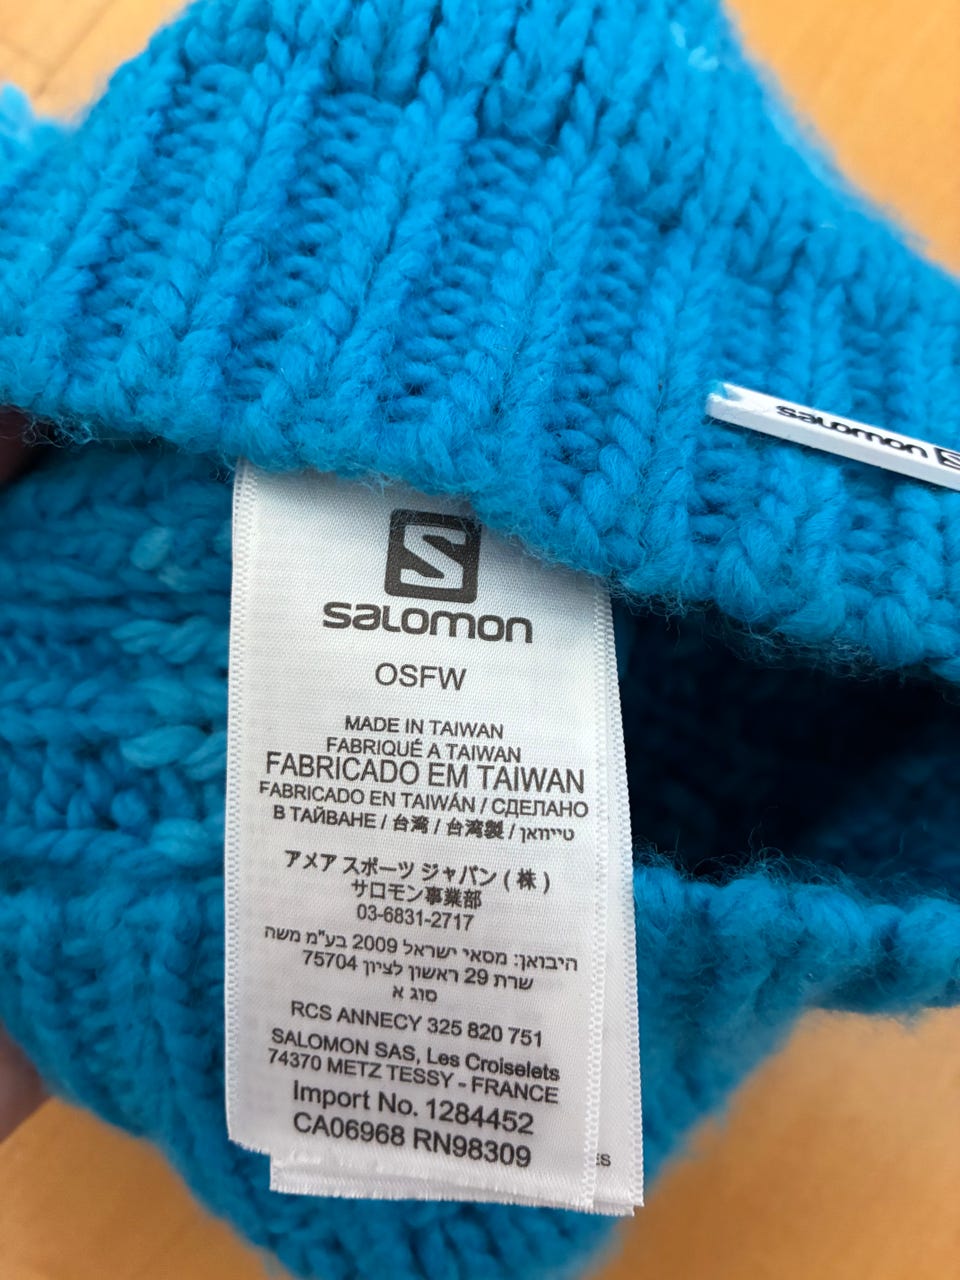 salomon S
S
salomon
OSFW
MADE IN TAIWAN
FABRIQUÉ A TAIWAN
FABRICADO EM TAIWAN
FABRICADO EN TAIWÁN / СДЕЛАНО
В ТАЙВАНЕ / 台湾 / 台湾製 / טייוואן
アメア スポーツ ジャパン ( 株 )
サロモン事業部
03-6831-2717
היבואן: מסאי ישראל 2009 בע"מ משה
שרת 29 ראשון לציון 75704
סוג א
RCS ANNECY 325 820 751
SALOMON SAS, Les Croiselets
74370 METZ TESSY - FRANCE
Import No. 1284452
CA06968 RN98309
ES